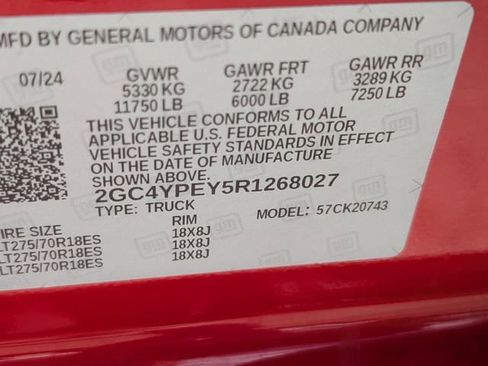 MFD BY GENERAL MOTORS OF CANADA COMPANY
07/24 GVWR GAWR FRT GAWR RR
5330 KG 2722 KG 3289 KG
11750 LB 6000 LB 7250 LB
THIS VEHICLE CONFORMS TO ALL
APPLICABLE U.S. FEDERAL MOTOR
VEHICLE SAFETY STANDARDS IN EFFECT
ON THE DATE OF MANUFACTURE
SHOWN ABOVE.
2GC4YPEY5R1268027
TYPE: TRUCK MODEL: 57CK20743
IRE SIZE RIM
LT275/70R18ES 18X8J
LT275/70R18ES 18X8J
LT275/70R18ES 18X8J